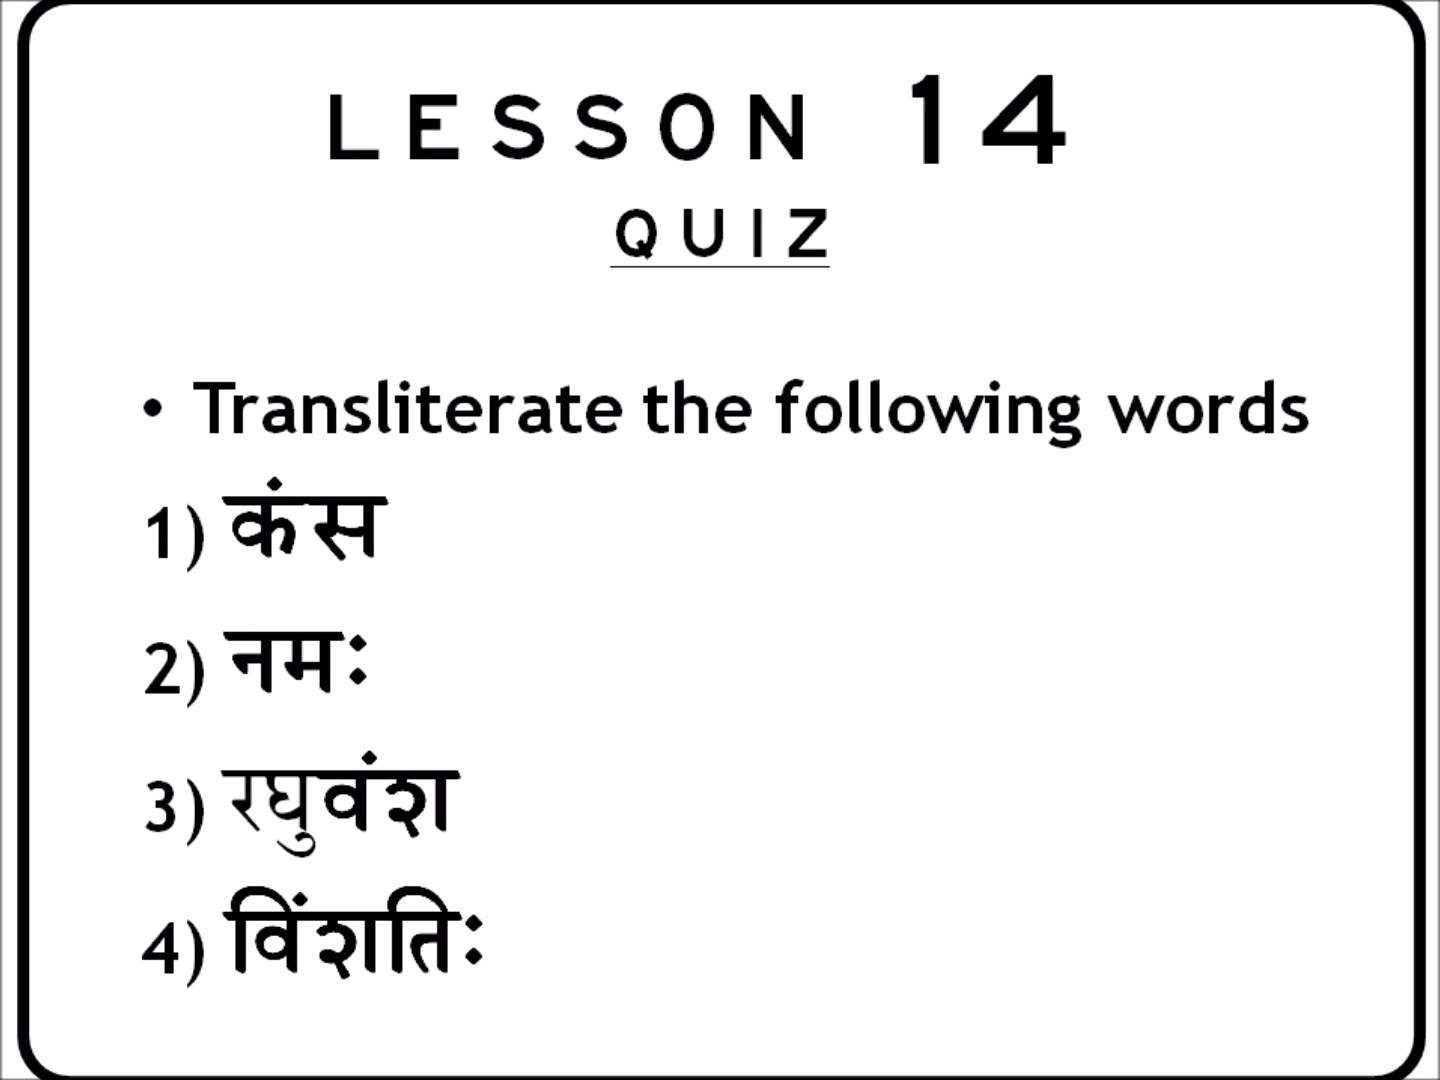 LESSON 14
QUIZ
• Transliterate the following words
1) कंस
2) नमः
3) रघुवंश
4) विंशतिः